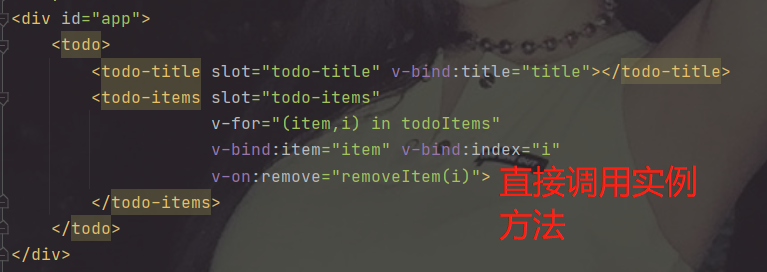 <div id="app">
<todo>
<todo-title slot="todo-title" v-bind:title="title"></todo-title>
<todo-items slot="todo-items"
v-for="(item,i) in todoItems"
v-bind:item="item" v-bind:index="i"
v-on:remove="removeItem(i)"> 直接调用实例
方法
</todo-items>
</todo>
</div>